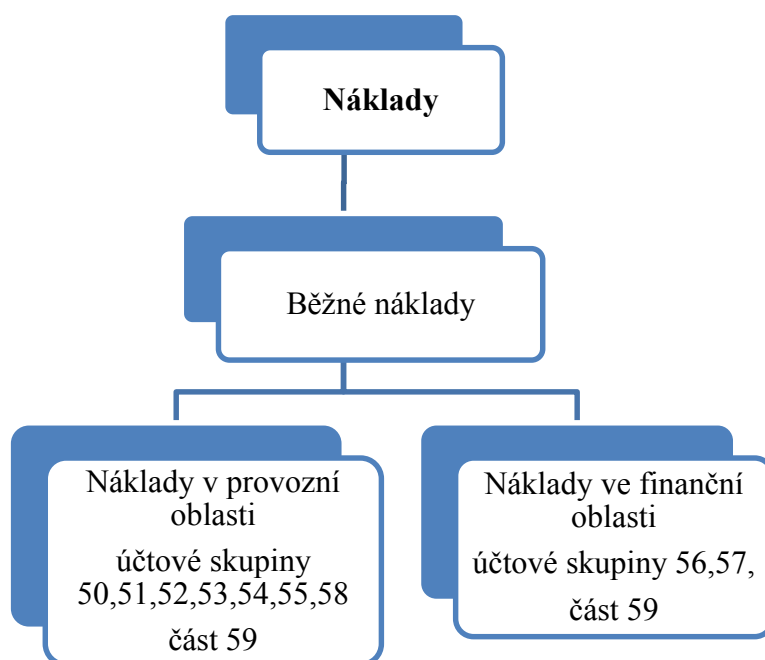 Náklady
Běžné náklady
Náklady v provozní
oblasti
účtové skupiny
50,51,52,53,54,55,58
část 59
Náklady ve finanční
oblasti
účtové skupiny 56,57,
část 59